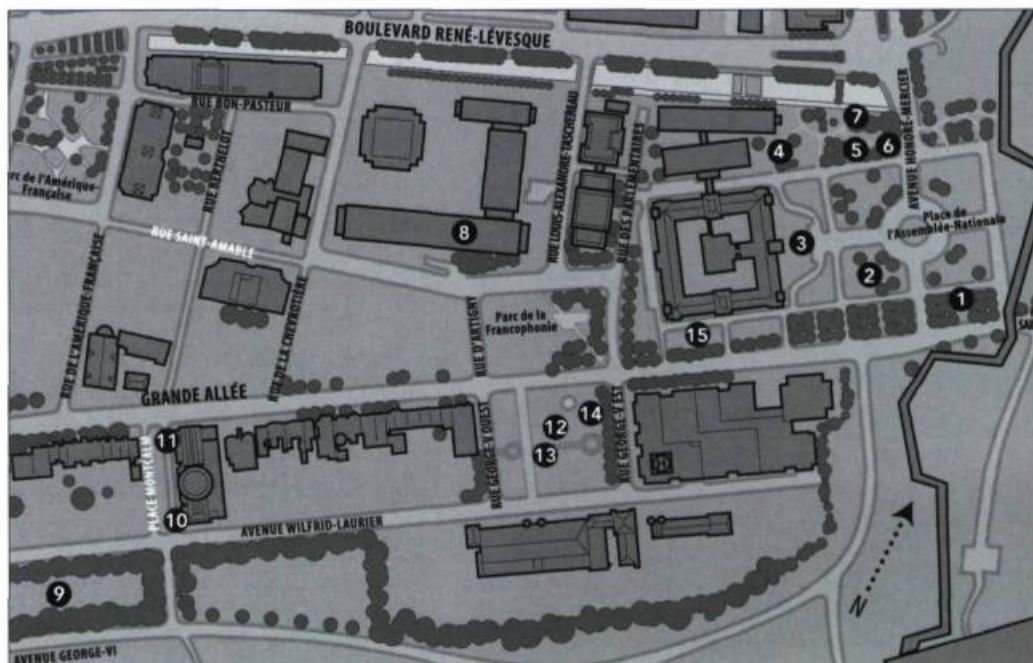 BOULEVARD RENÉ-LÉVESQUE
RUE BON-PASTEUR
RUE BERTHELOT
Parc de l'Amérique-
Française
RUE SAINT-AMABLE
RUE DE L'AMÉRIQUE-FRANÇAISE
RUE DE LA CHEVROTIÈRE
RUE LOUIS-ALEXANDRE-TASCHEREAU
RUE DES PARLEMENTAIRES
AVENUE HONORÉ-MERCIER
7
4
5
6
8
3
Place de
l'Assemblée-Nationale
2
1
Parc de la
Francophonie
RUE D'ARTIGNY
15
GRANDE ALLÉE
11
PLACE MONTCALM
10
RUE GEORGE-V OUEST
14
12
13
RUE GEORGE-V EST
H
AVENUE WILFRID-LAURIER
9
N
AVENUE GEORGE-VI